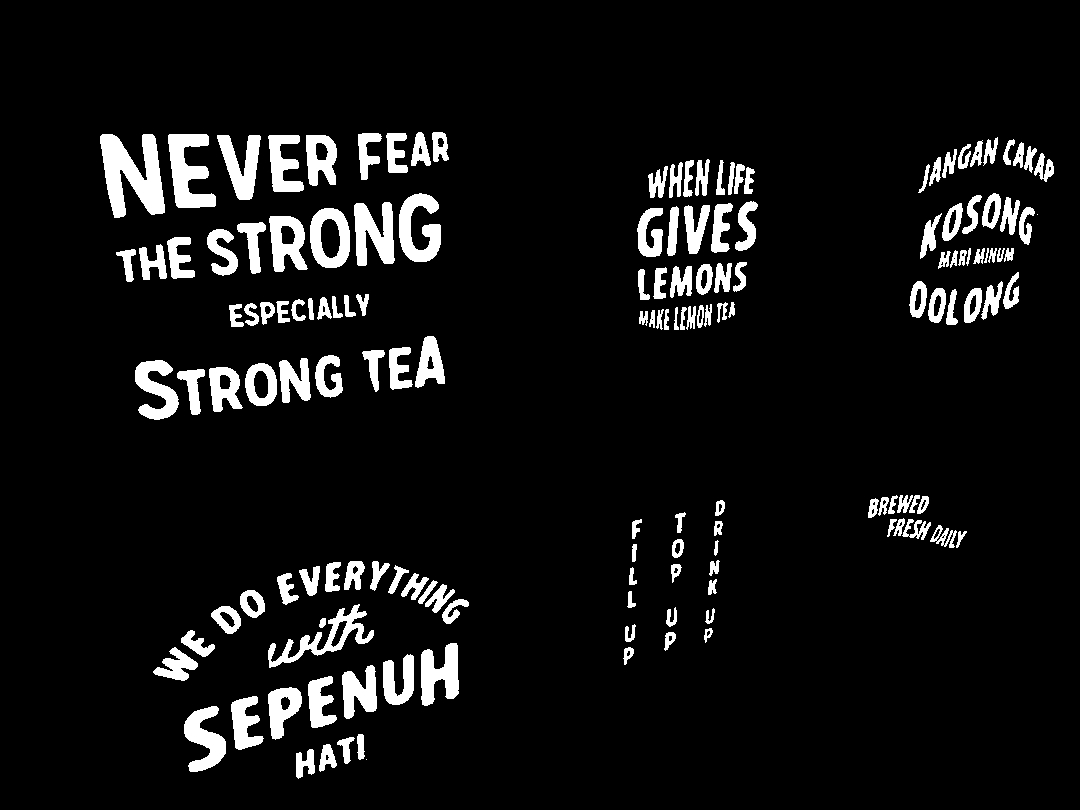 NEVER FEAR
THE STRONG
ESPECIALLY
STRONG TEA
WHEN LIFE
GIVES
LEMONS
MAKE LEMON TEA
JANGAN CAKAP
KOSONG
MARI MINUM
OOLONG
WE DO EVERYTHING
with
SEPENUH
HATI
FILL UP
TOP UP
DRINK UP
BREWED
FRESH DAILY